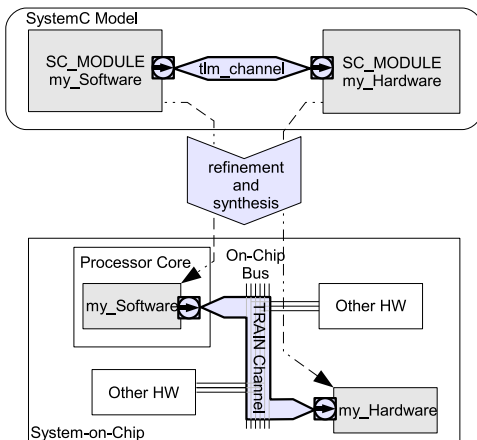 SystemC Model
SC_MODULE
my_Software
tlm_channel
SC_MODULE
my_Hardware
refinement
and
synthesis
On-Chip
Bus
Processor Core
my_Software
TRAIN Channel
Other HW
Other HW
my_Hardware
System-on-Chip